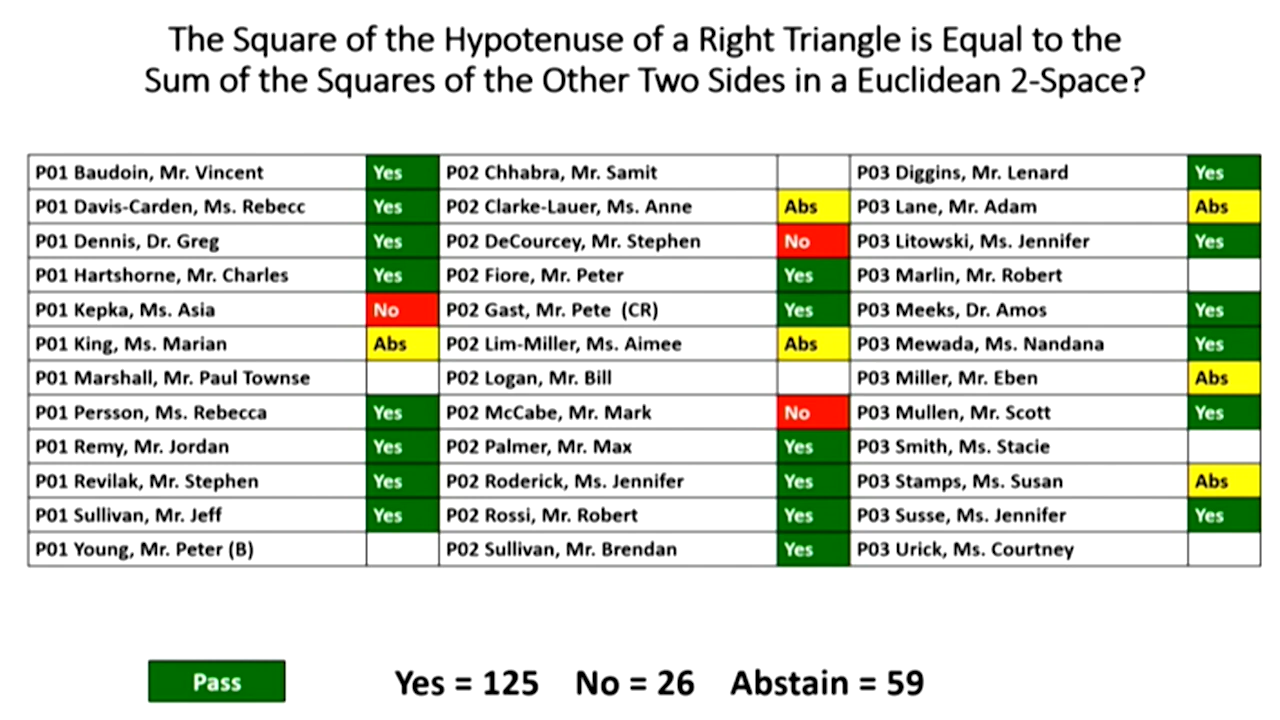 The Square of the Hypotenuse of a Right Triangle is Equal to the
Sum of the Squares of the Other Two Sides in a Euclidean 2-Space?
P01 Baudoin, Mr. Vincent Yes P02 Chhabra, Mr. Samit P03 Diggins, Mr. Lenard Yes
P01 Davis-Carden, Ms. Rebecc Yes P02 Clarke-Lauer, Ms. Anne Abs P03 Lane, Mr. Adam Abs
P01 Dennis, Dr. Greg Yes P02 DeCourcey, Mr. Stephen No P03 Litowski, Ms. Jennifer Yes
P01 Hartshorne, Mr. Charles Yes P02 Fiore, Mr. Peter Yes P03 Marlin, Mr. Robert
P01 Kepka, Ms. Asia No P02 Gast, Mr. Pete (CR) Yes P03 Meeks, Dr. Amos Yes
P01 King, Ms. Marian Abs P02 Lim-Miller, Ms. Aimee Abs P03 Mewada, Ms. Nandana Yes
P01 Marshall, Mr. Paul Townse P02 Logan, Mr. Bill P03 Miller, Mr. Eben Abs
P01 Persson, Ms. Rebecca Yes P02 McCabe, Mr. Mark No P03 Mullen, Mr. Scott Yes
P01 Remy, Mr. Jordan Yes P02 Palmer, Mr. Max Yes P03 Smith, Ms. Stacie
P01 Revilak, Mr. Stephen Yes P02 Roderick, Ms. Jennifer Yes P03 Stamps, Ms. Susan Abs
P01 Sullivan, Mr. Jeff Yes P02 Rossi, Mr. Robert Yes P03 Susse, Ms. Jennifer Yes
P01 Young, Mr. Peter (B) P02 Sullivan, Mr. Brendan Yes P03 Urick, Ms. Courtney
Pass Yes = 125 No = 26 Abstain = 59